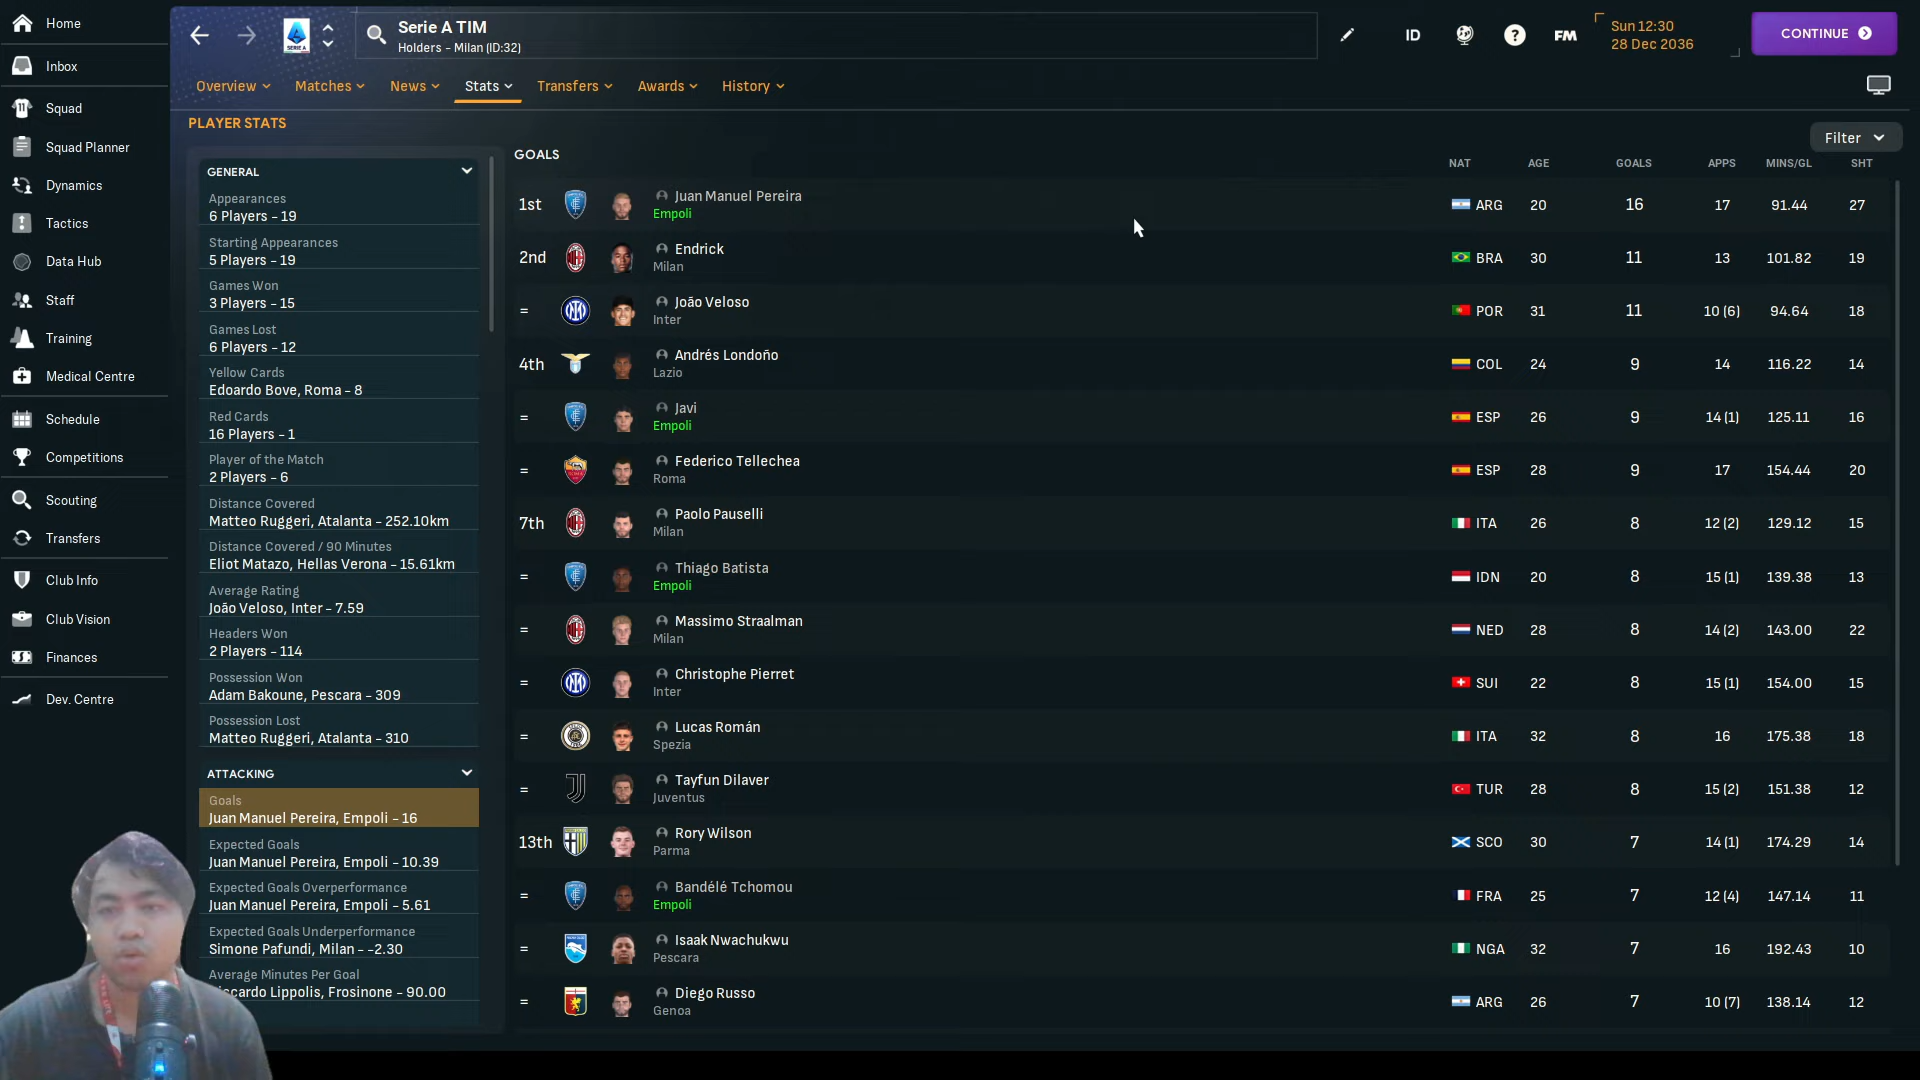 Home
Inbox
Squad
Squad Planner
Dynamics
Tactics
Data Hub
Staff
Training
Medical Centre
Schedule
Competitions
Scouting
Transfers
Club Info
Club Vision
Finances
Dev. Centre
SERIE A
Serie A TIM
Holders - Milan (ID:32)
ID
?
FM
Sun 12:30
28 Dec 2036
CONTINUE
Overview
Matches
News
Stats
Transfers
Awards
History
PLAYER STATS
Filter
GENERAL
Appearances
6 Players - 19
Starting Appearances
5 Players - 19
Games Won
3 Players - 15
Games Lost
6 Players - 12
Yellow Cards
Edoardo Bove, Roma - 8
Red Cards
16 Players - 1
Player of the Match
2 Players - 6
Distance Covered
Matteo Ruggeri, Atalanta - 252.10km
Distance Covered / 90 Minutes
Eliot Matazo, Hellas Verona - 15.61km
Average Rating
João Veloso, Inter - 7.59
Headers Won
2 Players - 114
Possession Won
Adam Bakoune, Pescara - 309
Possession Lost
Matteo Ruggeri, Atalanta - 310
ATTACKING
Goals
Juan Manuel Pereira, Empoli - 16
Expected Goals
Juan Manuel Pereira, Empoli - 10.39
Expected Goals Overperformance
Juan Manuel Pereira, Empoli - 5.61
Expected Goals Underperformance
Simone Pafundi, Milan - -2.30
Average Minutes Per Goal
Lippolis, Frosinone - 90.00
GOALS
NAT AGE GOALS APPS MINS/GL SHT
1st Juan Manuel Pereira Empoli ARG 20 16 17 91.44 27
2nd Endrick Milan BRA 30 11 13 101.82 19
= João Veloso Inter POR 31 11 10 (6) 94.64 18
4th Andrés Londoño Lazio COL 24 9 14 116.22 14
= Javi Empoli ESP 26 9 14 (1) 125.11 16
= Federico Tellechea Roma ESP 28 9 17 154.44 20
7th Paolo Pauselli Milan ITA 26 8 12 (2) 129.12 15
= Thiago Batista Empoli IDN 20 8 15 (1) 139.38 13
= Massimo Straalman Milan NED 28 8 14 (2) 143.00 22
= Christophe Pierret Inter SUI 22 8 15 (1) 154.00 15
= Lucas Román Spezia ITA 32 8 16 175.38 18
= Tayfun Dilaver Juventus TUR 28 8 15 (2) 151.38 12
13th Rory Wilson Parma SCO 30 7 14 (1) 174.29 14
= Bandélé Tchomou Empoli FRA 25 7 12 (4) 147.14 11
= Isaak Nwachukwu Pescara NGA 32 7 16 192.43 10
= Diego Russo Genoa ARG 26 7 10 (7) 138.14 12